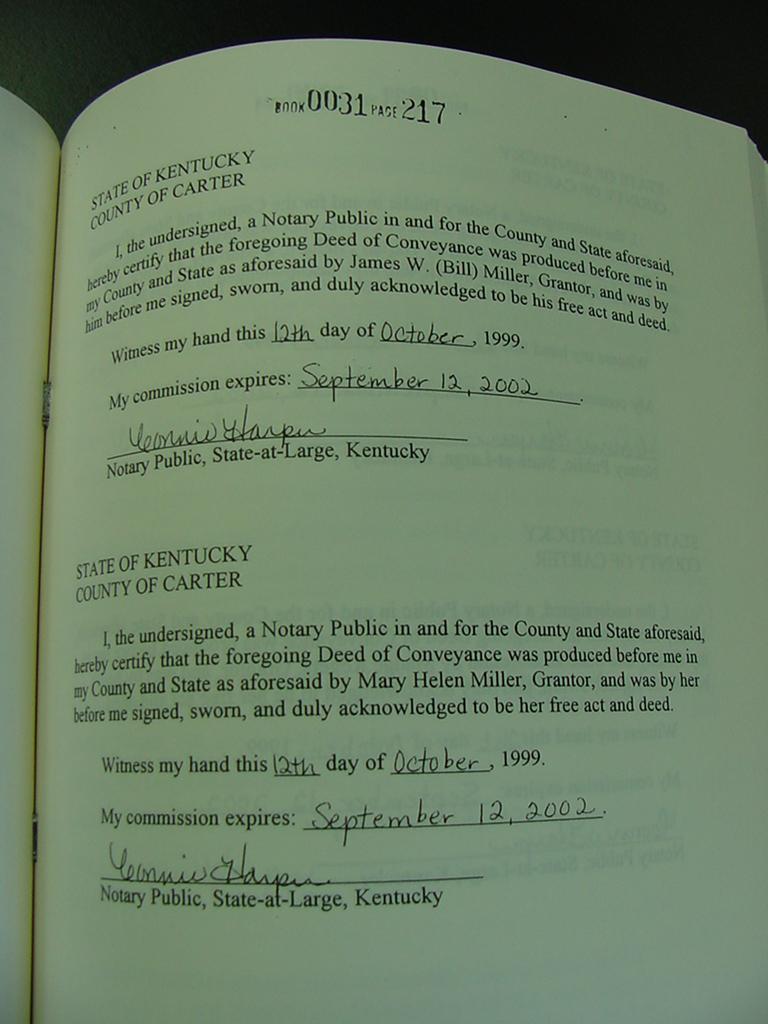 BOOK 0031 PAGE 217
STATE OF KENTUCKY
COUNTY OF CARTER
I, the undersigned, a Notary Public in and for the County and State aforesaid,
hereby certify that the foregoing Deed of Conveyance was produced before me in
my County and State as aforesaid by James W. (Bill) Miller, Grantor, and was by
him before me signed, sworn, and duly acknowledged to be his free act and deed.
Witness my hand this 12th day of October, 1999.
My commission expires: September 12, 2002.
Connie Harper
Notary Public, State-at-Large, Kentucky
STATE OF KENTUCKY
COUNTY OF CARTER
I, the undersigned, a Notary Public in and for the County and State aforesaid,
hereby certify that the foregoing Deed of Conveyance was produced before me in
my County and State as aforesaid by Mary Helen Miller, Grantor, and was by her
before me signed, sworn, and duly acknowledged to be her free act and deed.
Witness my hand this 12th day of October, 1999.
My commission expires: September 12, 2002.
Connie Harper
Notary Public, State-at-Large, Kentucky